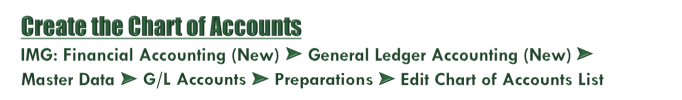 Create the Chart of Accounts
IMG: Financial Accounting (New) ➤ General Ledger Accounting (New) ➤
Master Data ➤ G/L Accounts ➤ Preparations ➤ Edit Chart of Accounts List